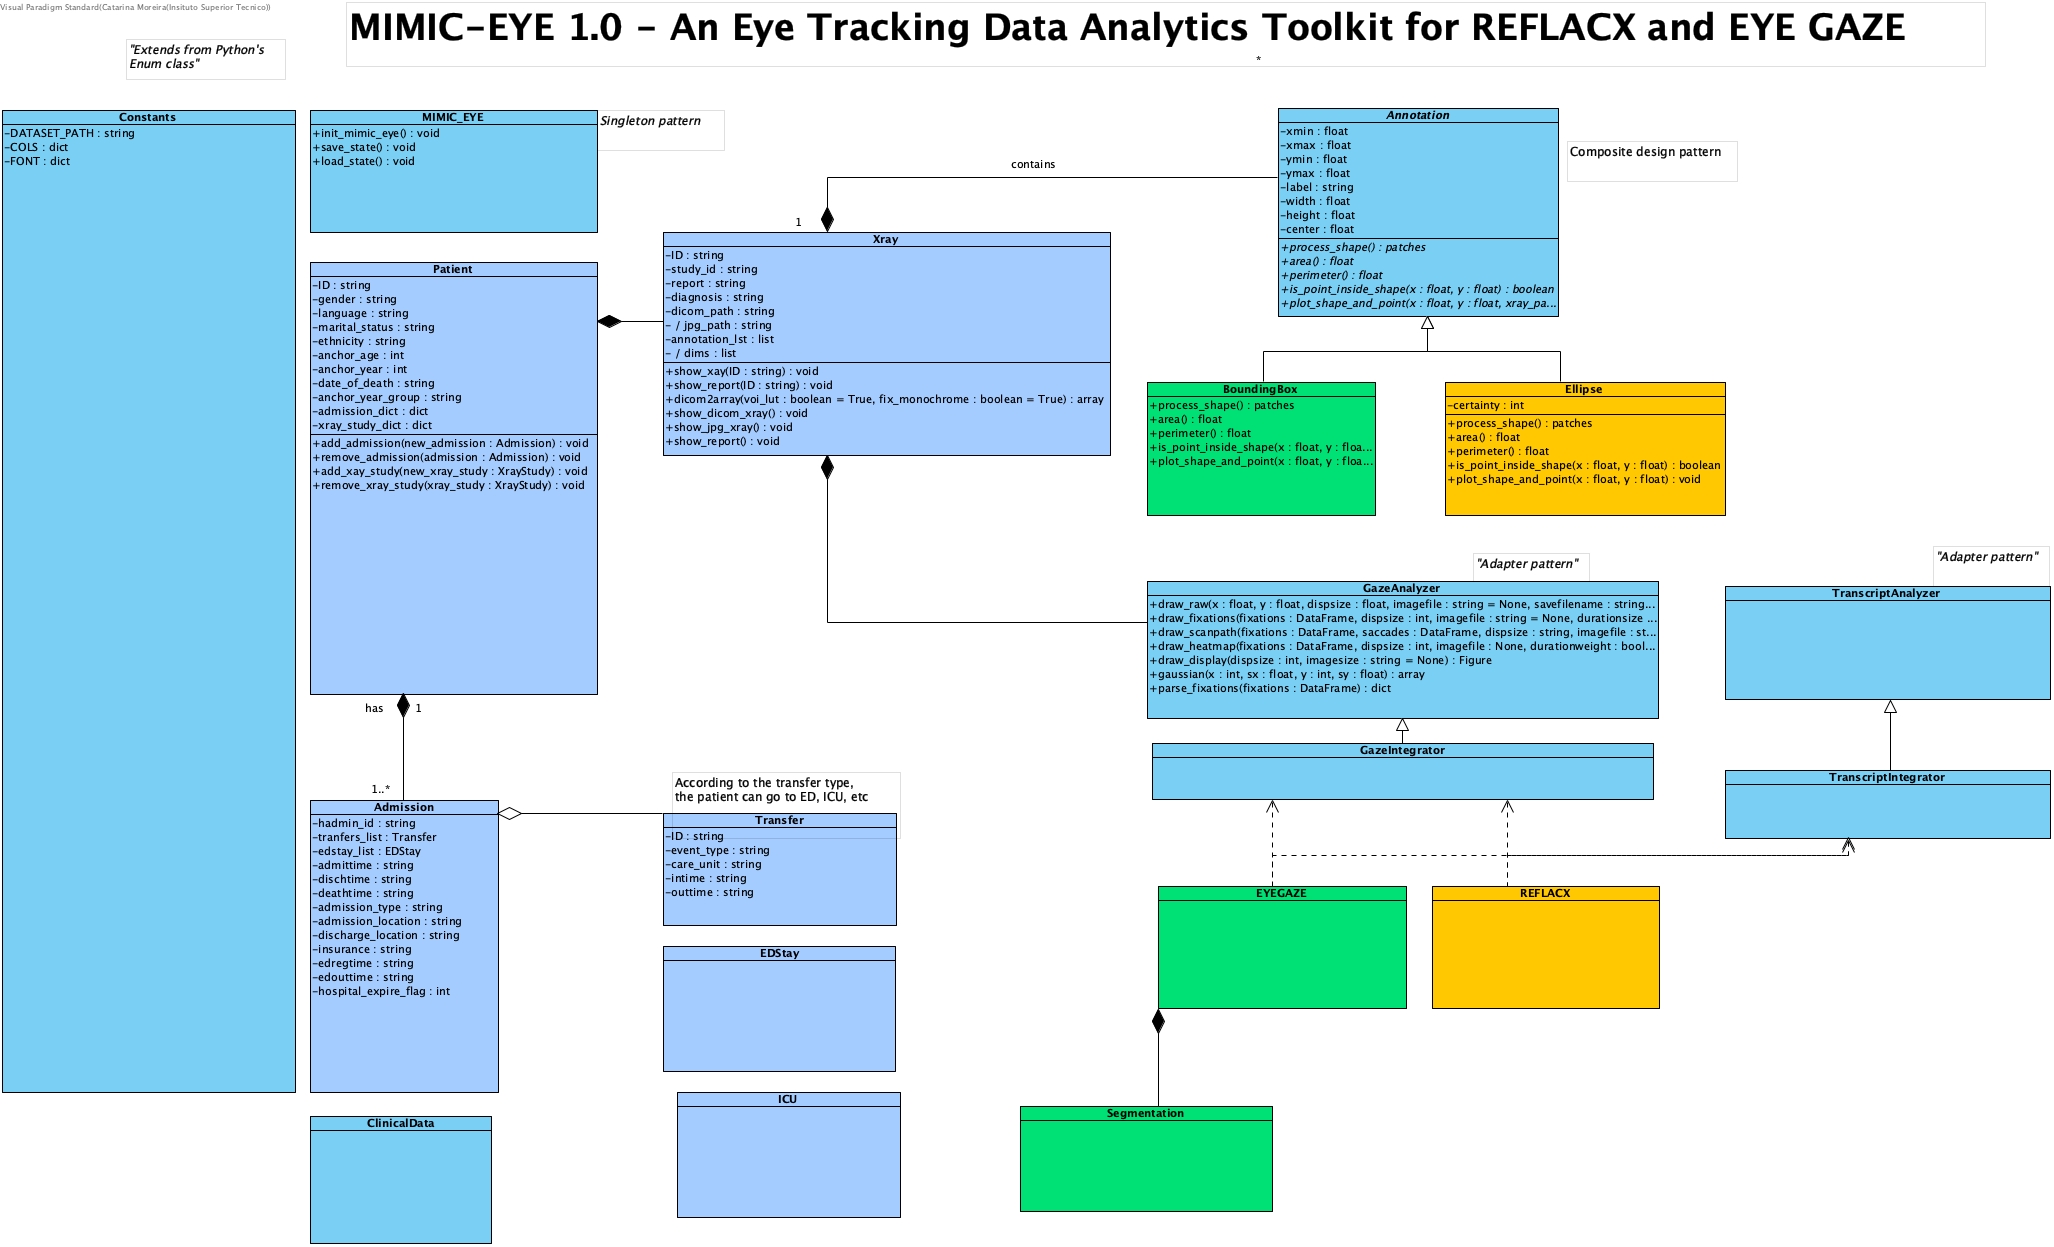 Visual Paradigm Standard(Catarina Moreira(Insituto Superior Tecnico))
MIMIC-EYE 1.0 - An Eye Tracking Data Analytics Toolkit for REFLACX and EYE GAZE
*
"Extends from Python's
Enum class"
Constants
-DATASET_PATH : string
-COLS : dict
-FONT : dict
MIMIC_EYE
+init_mimic_eye() : void
+save_state() : void
+load_state() : void
Singleton pattern
Patient
-ID : string
-gender : string
-language : string
-marital_status : string
-ethnicity : string
-anchor_age : int
-anchor_year : int
-date_of_death : string
-anchor_year_group : string
-admission_dict : dict
-xray_study_dict : dict
+add_admission(new_admission : Admission) : void
+remove_admission(admission : Admission) : void
+add_xay_study(new_xray_study : XrayStudy) : void
+remove_xray_study(xray_study : XrayStudy) : void
contains
1
Xray
-ID : string
-study_id : string
-report : string
-diagnosis : string
-dicom_path : string
- / jpg_path : string
-annotation_lst : list
- / dims : list
+show_xay(ID : string) : void
+show_report(ID : string) : void
+dicom2array(voi_lut : boolean = True, fix_monochrome : boolean = True) : array
+show_dicom_xray() : void
+show_jpg_xray() : void
+show_report() : void
Annotation
-xmin : float
-xmax : float
-ymin : float
-ymax : float
-label : string
-width : float
-height : float
-center : float
+process_shape() : patches
+area() : float
+perimeter() : float
+is_point_inside_shape(x : float, y : float) : boolean
+plot_shape_and_point(x : float, y : float, xray_pa...
Composite design pattern
BoundingBox
+process_shape() : patches
+area() : float
+perimeter() : float
+is_point_inside_shape(x : float, y : floa...
+plot_shape_and_point(x : float, y : floa...
Ellipse
-certainty : int
+process_shape() : patches
+area() : float
+perimeter() : float
+is_point_inside_shape(x : float, y : float) : boolean
+plot_shape_and_point(x : float, y : float) : void
"Adapter pattern"
GazeAnalyzer
+draw_raw(x : float, y : float, dispsize : float, imagefile : string = None, savefilename : string...
+draw_fixations(fixations : DataFrame, dispsize : int, imagefile : string = None, durationsize ...
+draw_scanpath(fixations : DataFrame, saccades : DataFrame, dispsize : string, imagefile : st...
+draw_heatmap(fixations : DataFrame, dispsize : int, imagefile : None, durationweight : bool...
+draw_display(dispsize : int, imagesize : string = None) : Figure
+gaussian(x : int, sx : float, y : int, sy : float) : array
+parse_fixations(fixations : DataFrame) : dict
"Adapter pattern"
TranscriptAnalyzer
GazeIntegrator
TranscriptIntegrator
has
1
1..*
Admission
-hadmin_id : string
-tranfers_list : Transfer
-edstay_list : EDStay
-admittime : string
-dischtime : string
-deathtime : string
-admission_type : string
-admission_location : string
-discharge_location : string
-insurance : string
-edregtime : string
-edouttime : string
-hospital_expire_flag : int
According to the transfer type,
the patient can go to ED, ICU, etc
Transfer
-ID : string
-event_type : string
-care_unit : string
-intime : string
-outtime : string
EDStay
ICU
ClinicalData
EYEGAZE
REFLACX
Segmentation